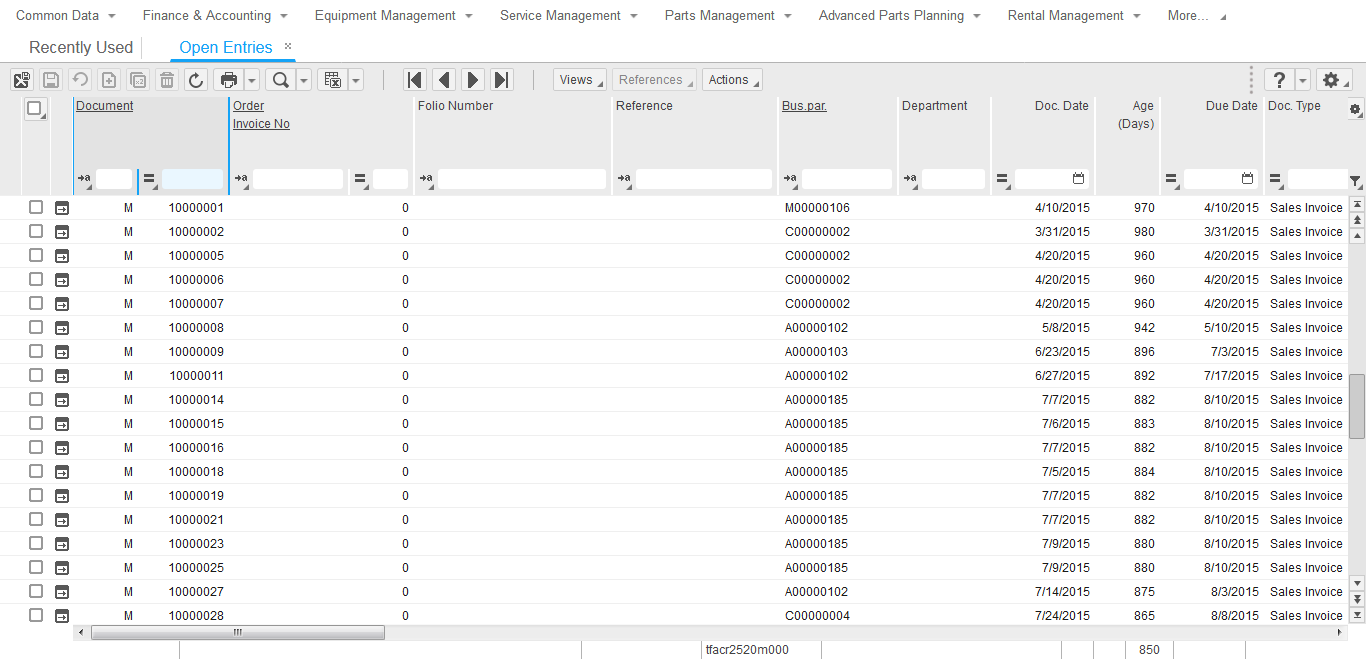 Common Data Finance & Accounting Equipment Management Service Management Parts Management Advanced Parts Planning Rental Management More...
Recently Used Open Entries ×
Views References Actions ?
Document Order Folio Number Reference Bus.par. Department Doc. Date Age Due Date Doc. Type
Invoice No (Days)
→a = →a = →a →a →a →a = = =
M 10000001 0 M00000106 4/10/2015 970 4/10/2015 Sales Invoice
M 10000002 0 C00000002 3/31/2015 980 3/31/2015 Sales Invoice
M 10000005 0 C00000002 4/20/2015 960 4/20/2015 Sales Invoice
M 10000006 0 C00000002 4/20/2015 960 4/20/2015 Sales Invoice
M 10000007 0 C00000002 4/20/2015 960 4/20/2015 Sales Invoice
M 10000008 0 A00000102 5/8/2015 942 5/10/2015 Sales Invoice
M 10000009 0 A00000103 6/23/2015 896 7/3/2015 Sales Invoice
M 10000011 0 A00000102 6/27/2015 892 7/17/2015 Sales Invoice
M 10000014 0 A00000185 7/7/2015 882 8/10/2015 Sales Invoice
M 10000015 0 A00000185 7/6/2015 883 8/10/2015 Sales Invoice
M 10000016 0 A00000185 7/7/2015 882 8/10/2015 Sales Invoice
M 10000018 0 A00000185 7/5/2015 884 8/10/2015 Sales Invoice
M 10000019 0 A00000185 7/7/2015 882 8/10/2015 Sales Invoice
M 10000021 0 A00000185 7/7/2015 882 8/10/2015 Sales Invoice
M 10000023 0 A00000185 7/9/2015 880 8/10/2015 Sales Invoice
M 10000025 0 A00000185 7/9/2015 880 8/10/2015 Sales Invoice
M 10000027 0 A00000102 7/14/2015 875 8/3/2015 Sales Invoice
M 10000028 0 C00000004 7/24/2015 865 8/8/2015 Sales Invoice
tfacr2520m000 850